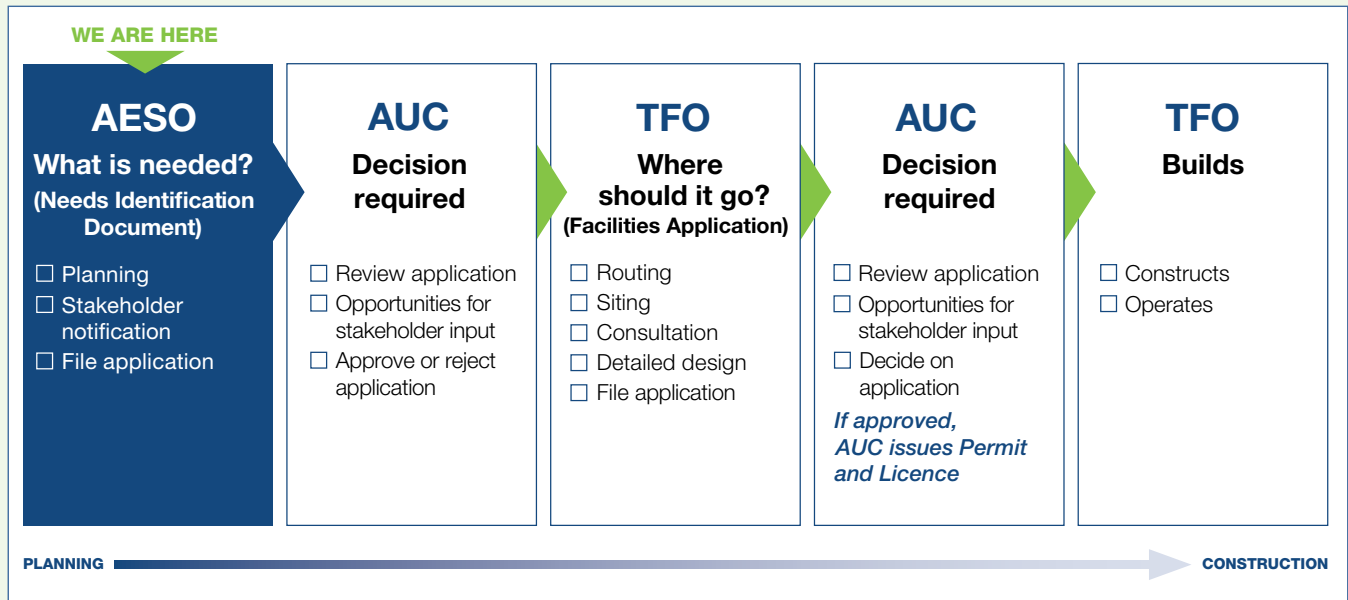 WE ARE HERE
AESO
What is needed?
(Needs Identification
Document)
Planning
Stakeholder
notification
File application
AUC
Decision
required
Review application
Opportunities for
stakeholder input
Approve or reject
application
TFO
Where
should it go?
(Facilities Application)
Routing
Siting
Consultation
Detailed design
File application
AUC
Decision
required
Review application
Opportunities for
stakeholder input
Decide on
application
If approved,
AUC issues Permit
and Licence
TFO
Builds
Constructs
Operates
PLANNING
CONSTRUCTION